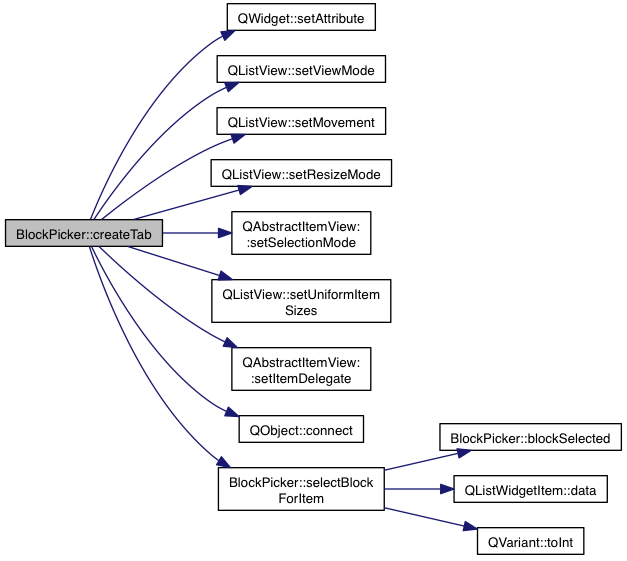 QWidget::setAttribute
QListView::setViewMode
QListView::setMovement
QListView::setResizeMode
BlockPicker::createTab
QAbstractItemView:
:setSelectionMode
QListView::setUniformItem
Sizes
QAbstractItemView:
:setItemDelegate
QObject::connect
BlockPicker::selectBlock
ForItem
BlockPicker::blockSelected
QListWidgetItem::data
QVariant::toInt